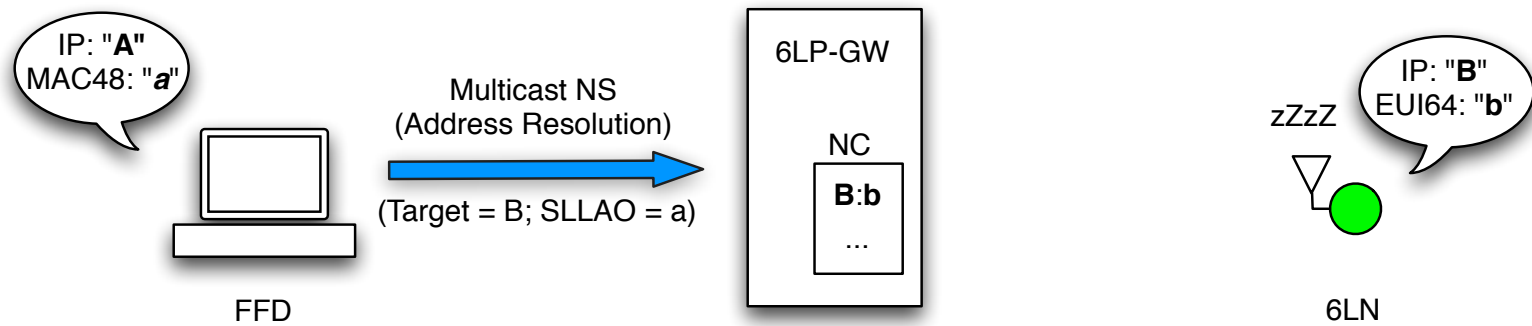 IP: "A"
MAC48: "a"
FFD
Multicast NS
(Address Resolution)
(Target = B; SLLAO = a)
6LP-GW
NC
B:b
...
zZzZ
IP: "B"
EUI64: "b"
6LN